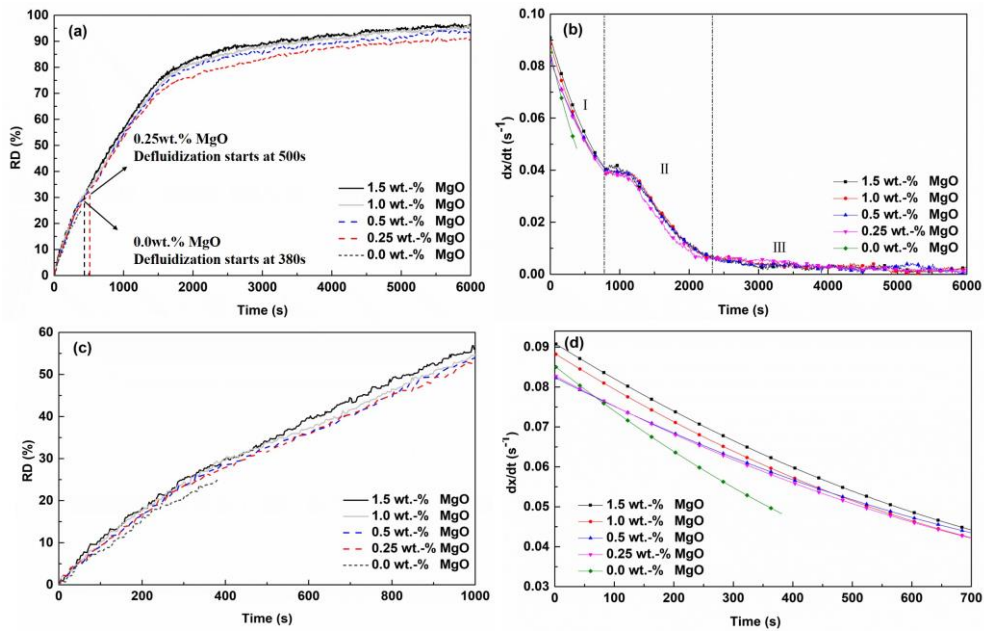 (a)
RD (%)
100
90
80
70
60
50
40
30
20
10
0
0.25wt.% MgO
Defluidization starts at 500s
0.0wt.% MgO
Defluidization starts at 380s
1.5 wt.-% MgO
1.0 wt.-% MgO
0.5 wt.-% MgO
0.25 wt.-% MgO
0.0 wt.-% MgO
0 1000 2000 3000 4000 5000 6000
Time (s)
(b)
dx/dt (s⁻¹)
0.10
0.08
0.06
0.04
0.02
0.00
I
II
III
1.5 wt.-% MgO
1.0 wt.-% MgO
0.5 wt.-% MgO
0.25 wt.-% MgO
0.0 wt.-% MgO
0 1000 2000 3000 4000 5000 6000
Time (s)
(c)
RD (%)
60
50
40
30
20
10
0
1.5 wt.-% MgO
1.0 wt.-% MgO
0.5 wt.-% MgO
0.25 wt.-% MgO
0.0 wt.-% MgO
0 200 400 600 800 1000
Time (s)
(d)
dx/dt (s⁻¹)
0.09
0.08
0.07
0.06
0.05
0.04
0.03
1.5 wt.-% MgO
1.0 wt.-% MgO
0.5 wt.-% MgO
0.25 wt.-% MgO
0.0 wt.-% MgO
0 100 200 300 400 500 600 700
Time (s)